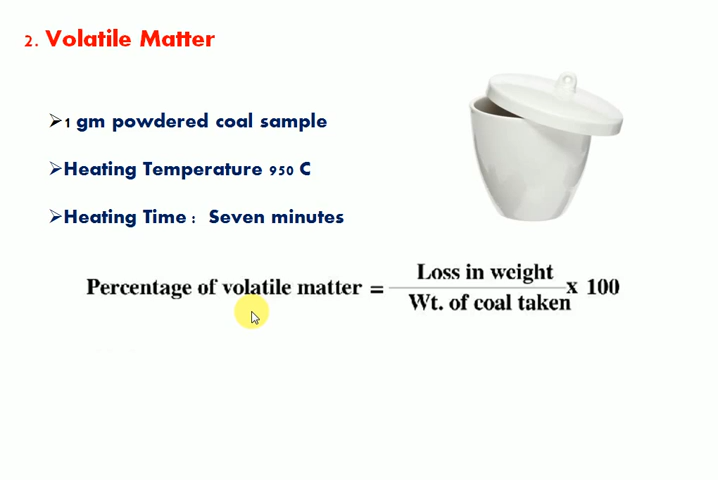 2. Volatile Matter
➢1 gm powdered coal sample
➢Heating Temperature 950 C
➢Heating Time : Seven minutes
Percentage of volatile matter = Loss in weight / Wt. of coal taken x 100